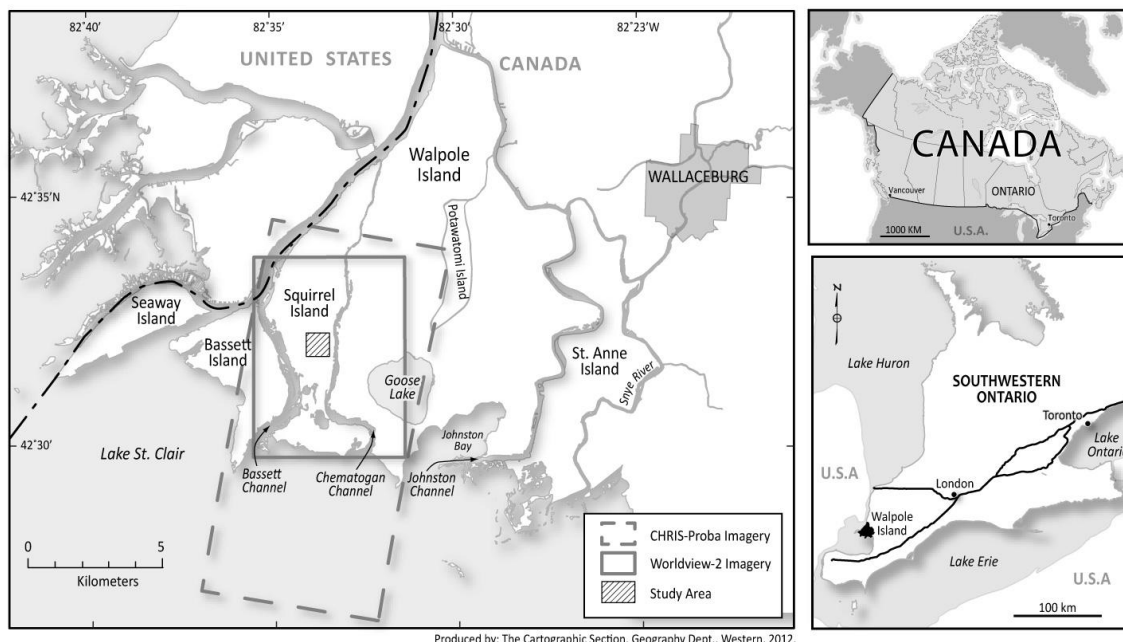 82°40'
82°35'
82°30'
82°23'
UNITED STATES
CANADA
42°35'N
42°30'
Walpole
Island
WALLACEBURG
Potawatomi Island
Squirrel
Island
Seaway
Island
Bassett
Island
St. Anne
Island
Snye River
Goose
Lake
Lake St. Clair
Bassett
Channel
Chematogan
Channel
Johnston
Bay
Johnston
Channel
0 5
Kilometers
CHRIS-Proba Imagery
Worldview-2 Imagery
Study Area
CANADA
Vancouver
ONTARIO
Toronto
1000 KM
U.S.A.
N
Lake Huron
SOUTHWESTERN
ONTARIO
Toronto
Lake
Ontario
U.S.A
London
Walpole
Island
Lake Erie
U.S.A
100 km
Produced by: The Cartographic Section, Geography Dept., Western, 2012.